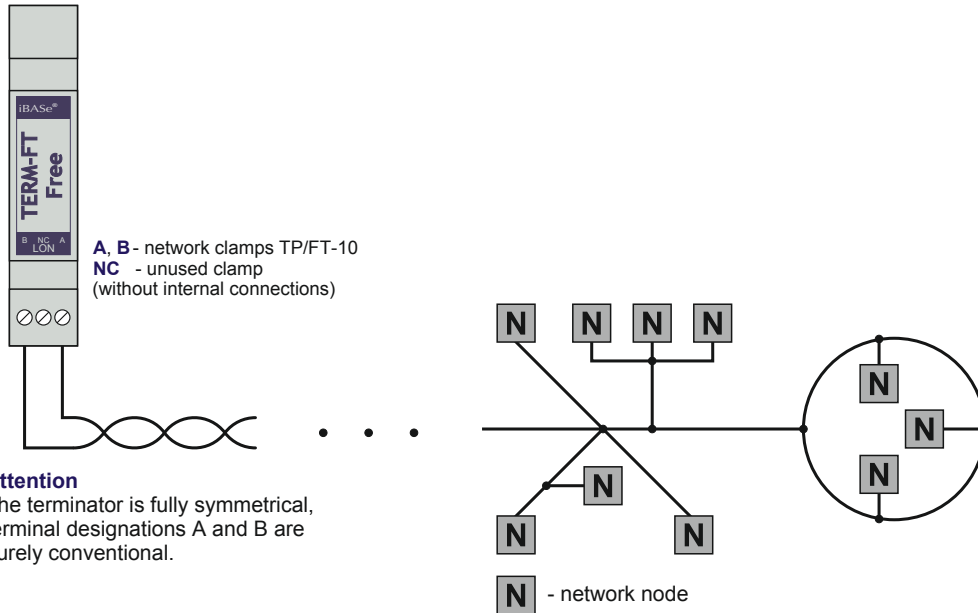 iBASe®
TERM-FT
Free
B NC A
LON
A, B - network clamps TP/FT-10
NC - unused clamp
(without internal connections)
N N N N
N
N
N
N
N
N
N
ttention
he terminator is fully symmetrical,
erminal designations A and B are
urely conventional.
N - network node